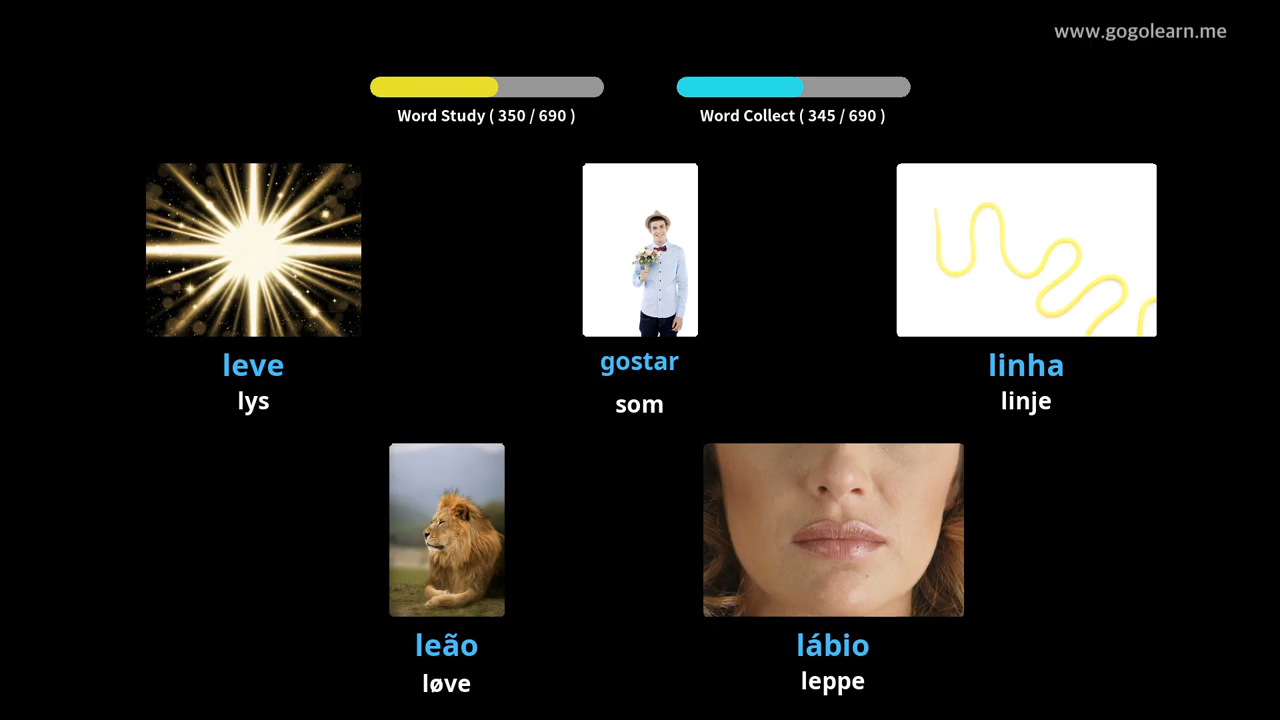 www.gogolearn.me
Word Study ( 350 / 690 )
Word Collect ( 345 / 690 )
leve
lys
gostar
som
linha
linje
leão
løve
lábio
leppe